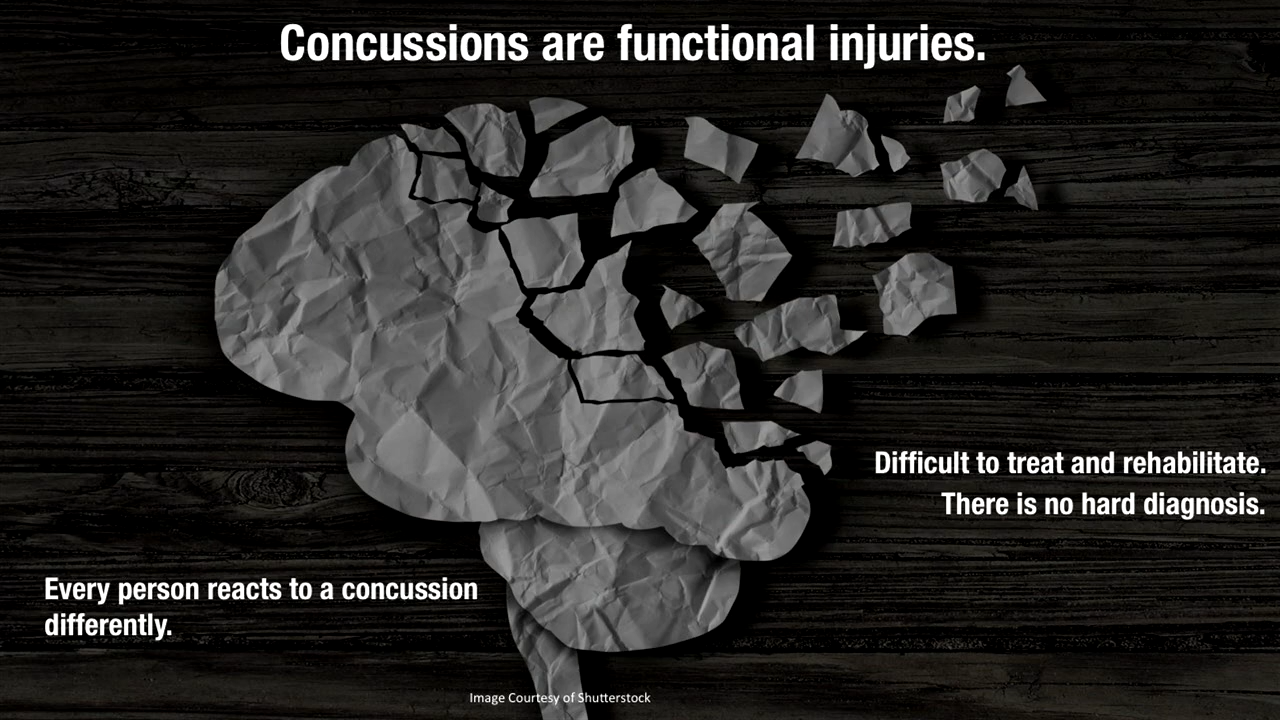 Concussions are functional injuries.
Difficult to treat and rehabilitate.
There is no hard diagnosis.
Every person reacts to a concussion
differently.
Image Courtesy of Shutterstock